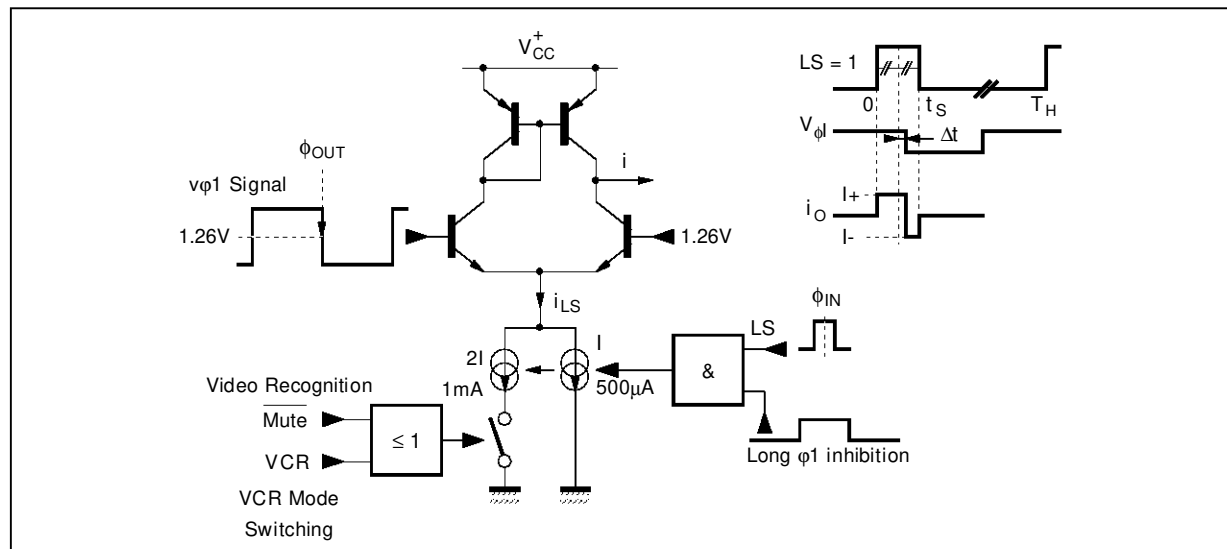 V⁺CC
LS = 1
0 tS TH
VϕI Δt
ϕOUT
i
vφ1 Signal
1.26V
1.26V
I+
iO
I-
iLS
ϕIN
LS
2I
I
1mA
500µA
&
Video Recognition
Mute
≤ 1
VCR
Long φ1 inhibition
VCR Mode
Switching